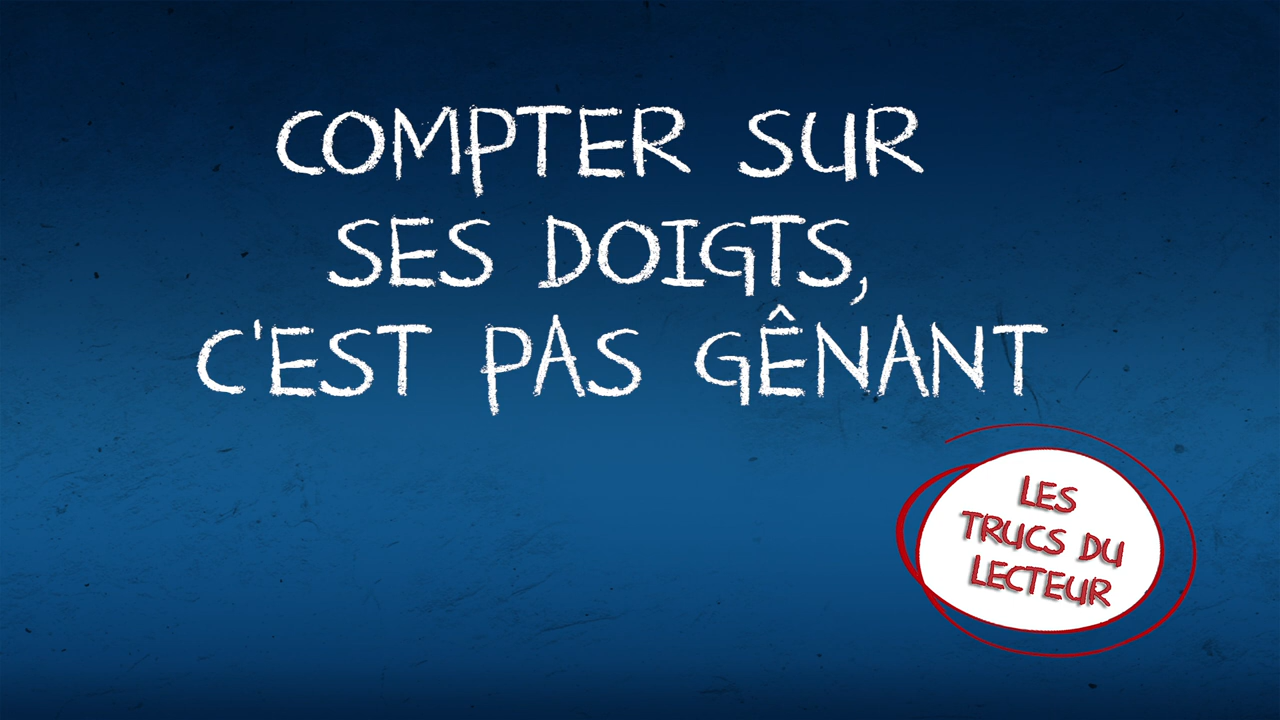 COMPTER SUR
SES DOIGTS,
C'EST PAS GÊNANT
LES
TRUCS DU
LECTEUR